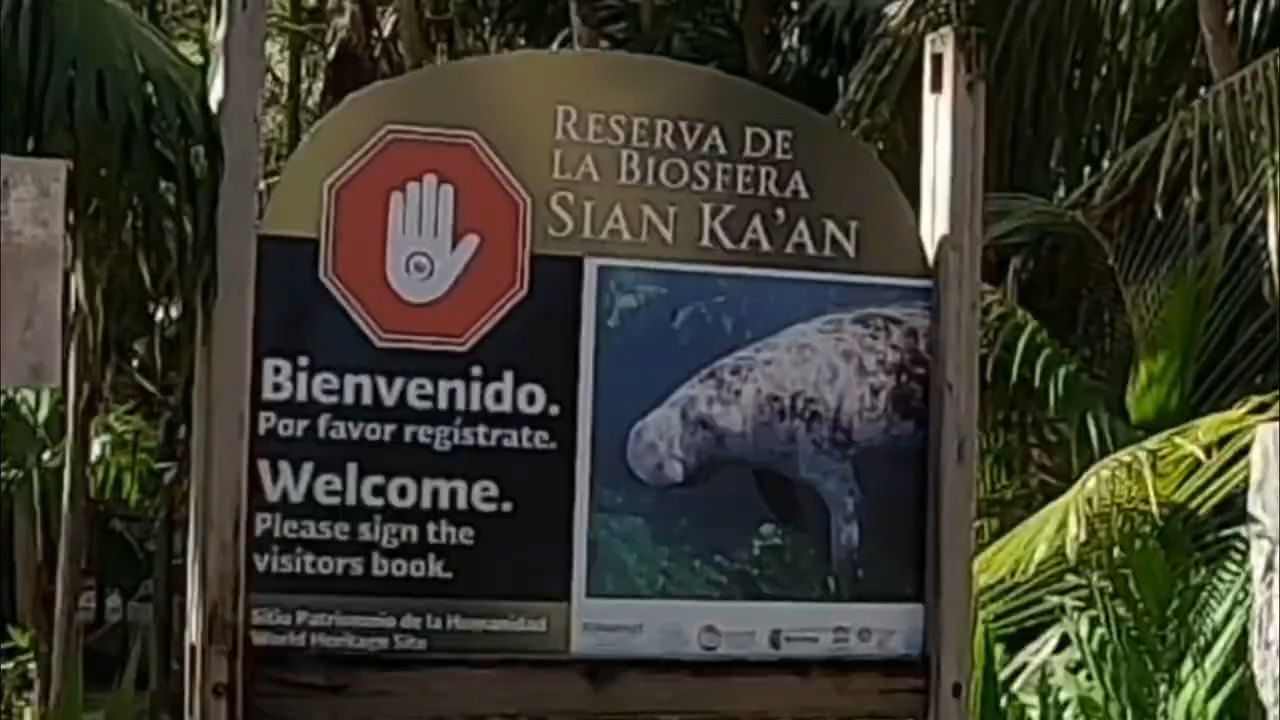 RESERVA DE
LA BIOSFERA
SIAN KA'AN
Bienvenido.
Por favor regístrate.
Welcome.
Please sign the
visitors book.
Sitio Patrimonio de la Humanidad
World Heritage Site